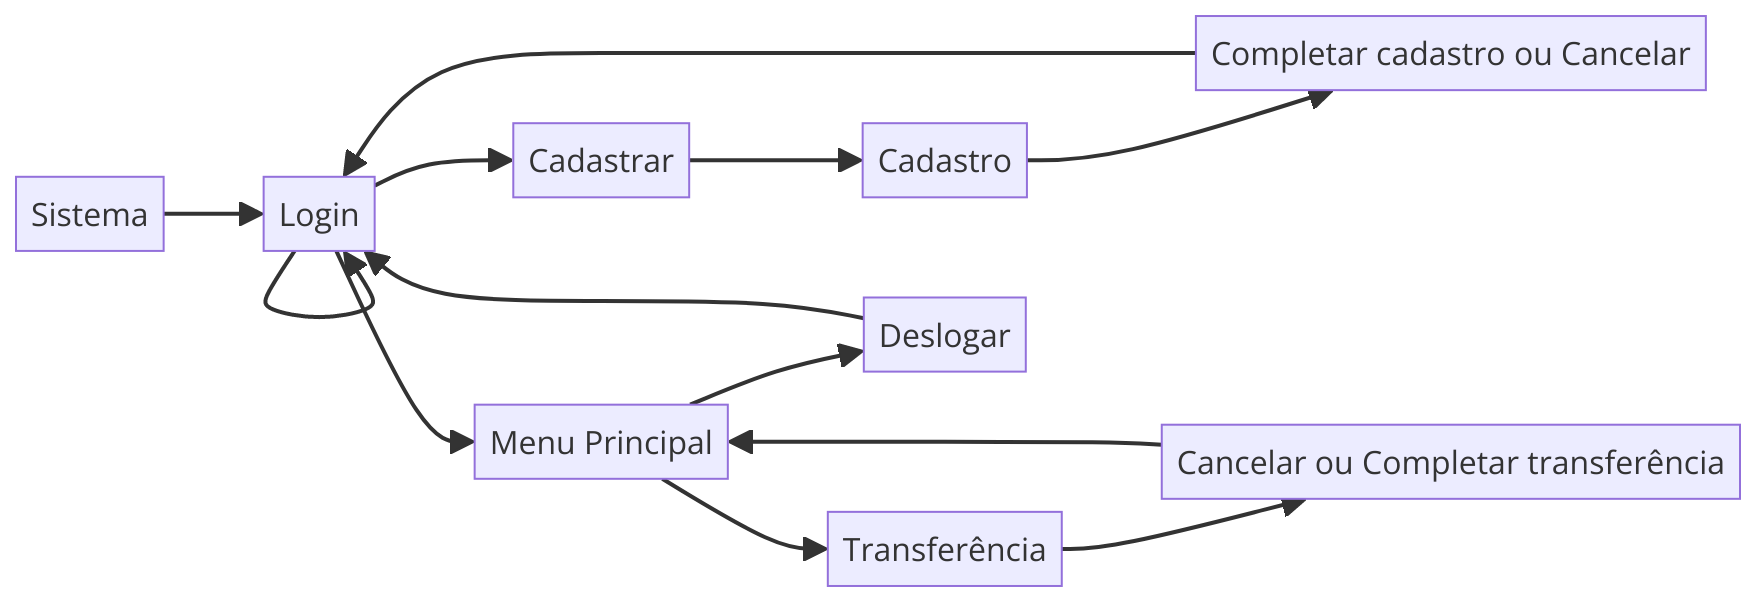 Completar cadastro ou Cancelar
Cadastrar
Cadastro
Sistema
Login
Deslogar
Menu Principal
Cancelar ou Completar transferência
Transferência